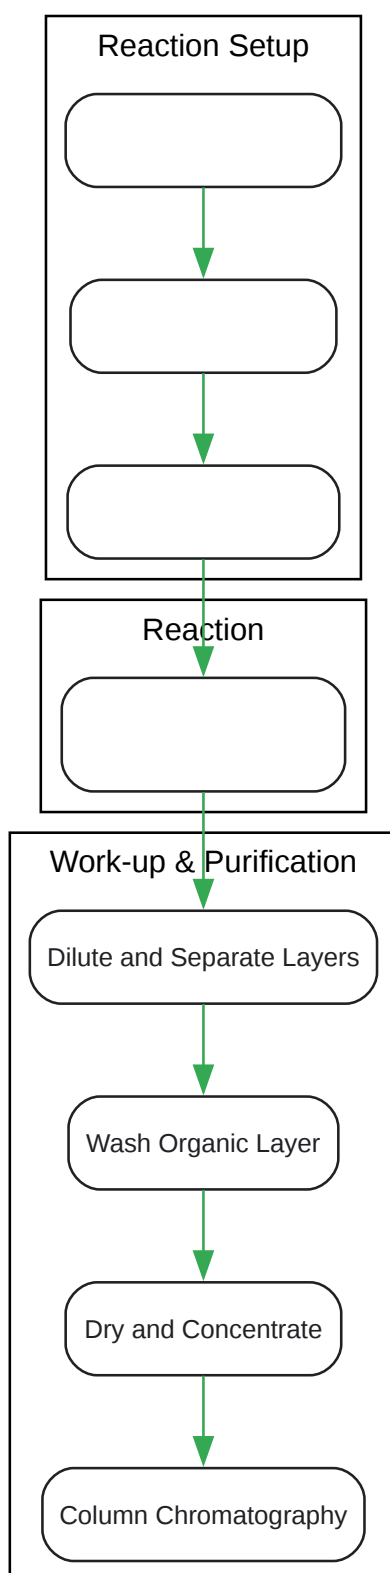 Reaction Setup
Reaction
Work-up & Purification
Dilute and Separate Layers
Wash Organic Layer
Dry and Concentrate
Column Chromatography